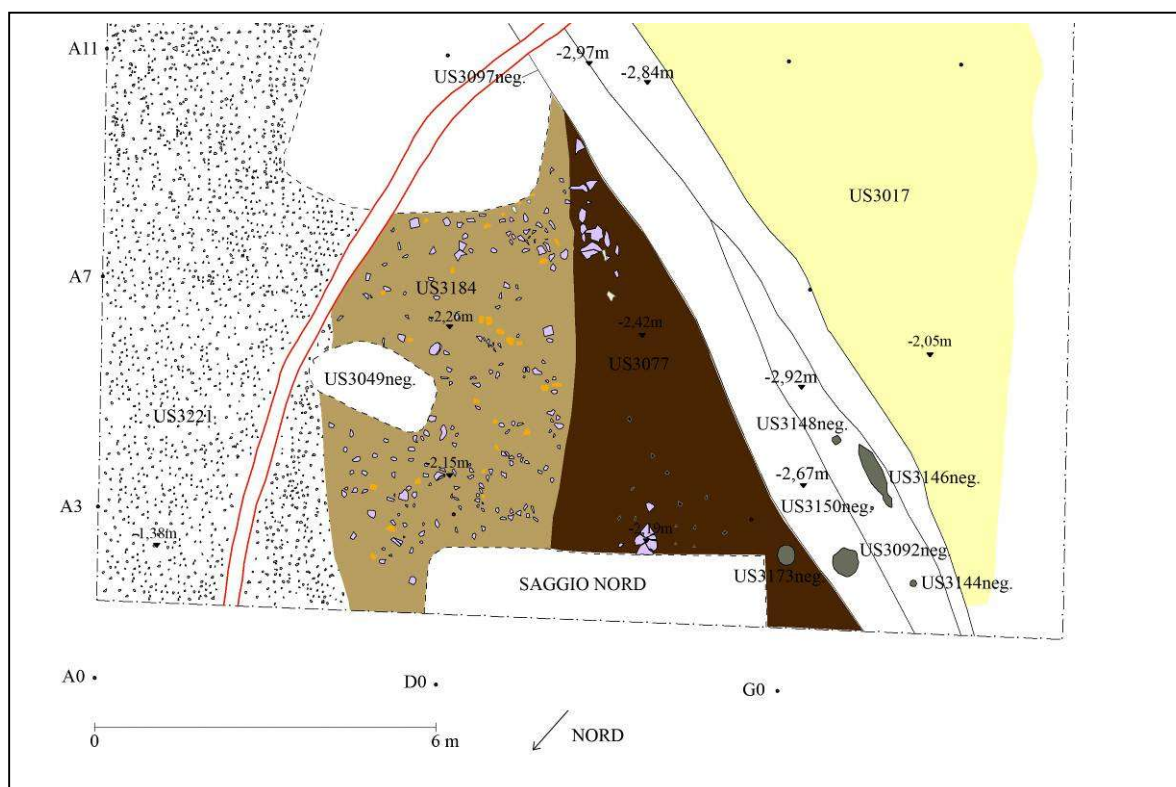 A11
-2,97m
US3097neg.
-2,84m
US3017
A7
US3184
-2,26m
-2,42m
-2,05m
US3077
US3049neg.
-2,92m
US3221
US3148neg.
-2,15m
-2,67m
US3146neg.
A3
US3150neg.
-1,38m
-2,19m
US3092neg.
US3173neg.
US3144neg.
SAGGIO NORD
A0
D0
G0
0
6 m
NORD